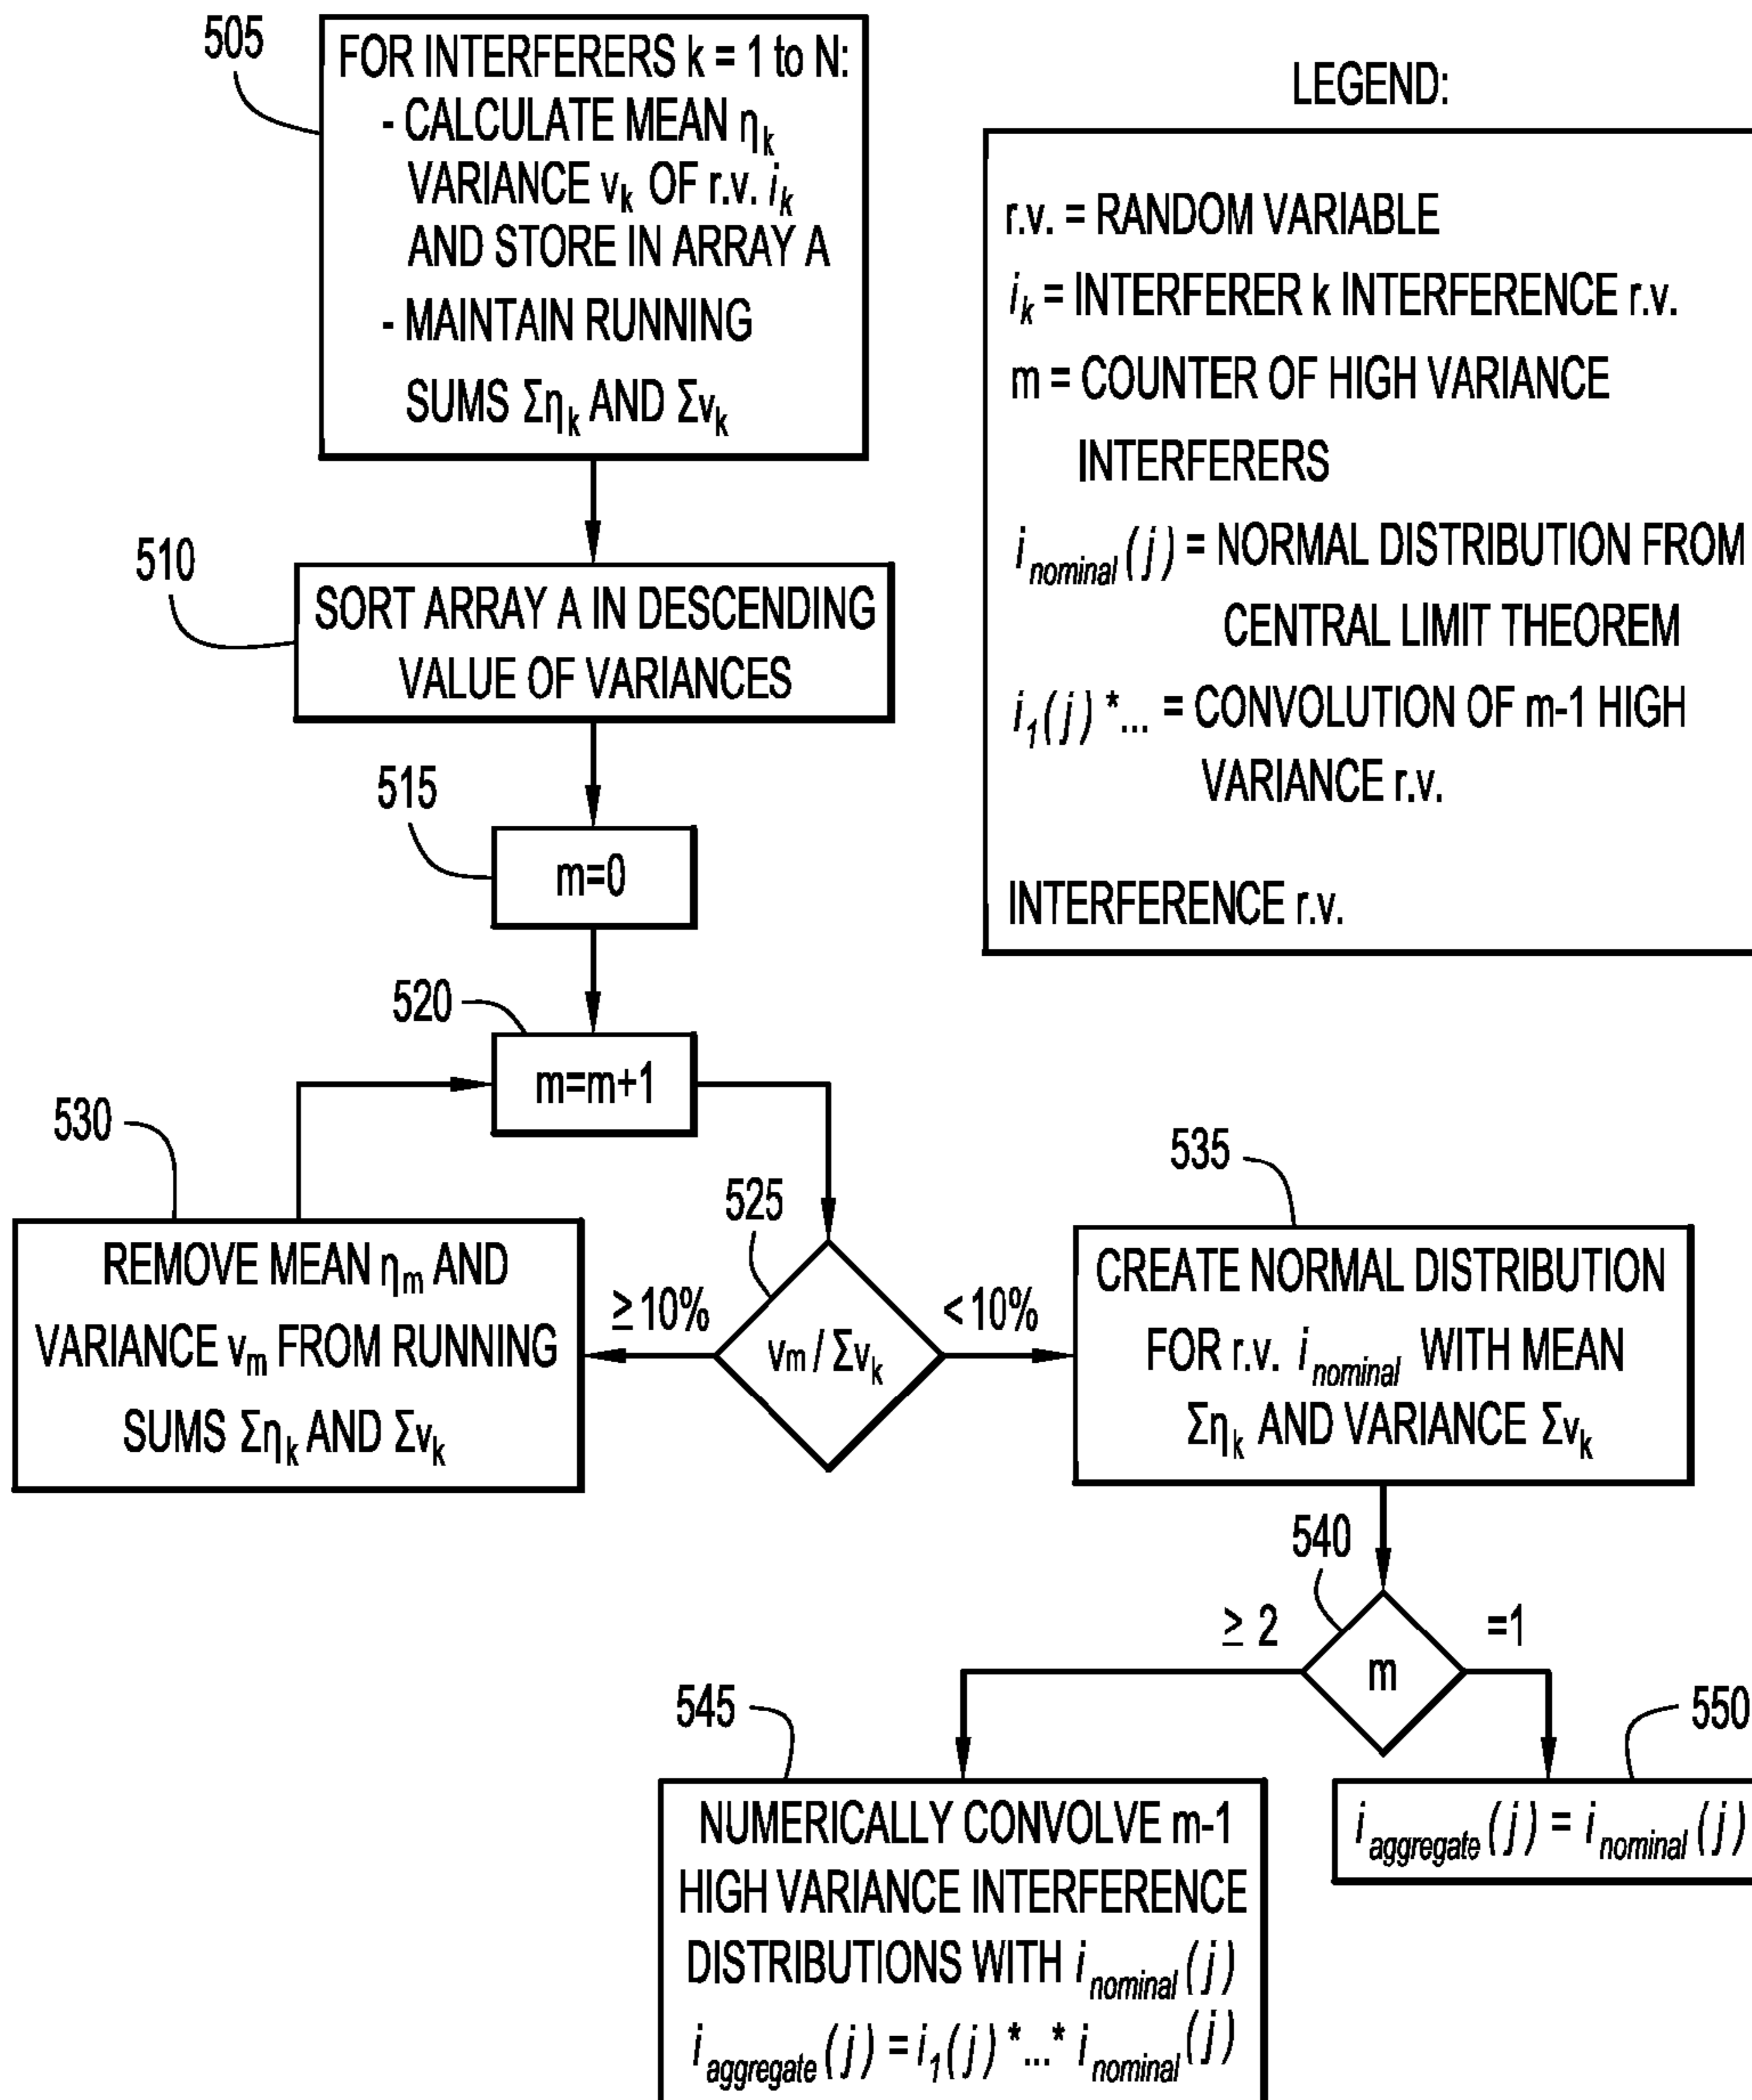 505
FOR INTERFERERS k = 1 to N:
- CALCULATE MEAN ηk
VARIANCE vk OF r.v. ik
AND STORE IN ARRAY A
- MAINTAIN RUNNING
SUMS Σηk AND Σvk
LEGEND:
r.v. = RANDOM VARIABLE
ik = INTERFERER k INTERFERENCE r.v.
m = COUNTER OF HIGH VARIANCE
INTERFERERS
inominal(j) = NORMAL DISTRIBUTION FROM
CENTRAL LIMIT THEOREM
i1(j) *... = CONVOLUTION OF m-1 HIGH
VARIANCE r.v.
INTERFERENCE r.v.
510
SORT ARRAY A IN DESCENDING
VALUE OF VARIANCES
515
m=0
520
m=m+1
530
REMOVE MEAN ηm AND
VARIANCE vm FROM RUNNING
SUMS Σηk AND Σvk
525
≥10%
vm / Σvk
<10%
535
CREATE NORMAL DISTRIBUTION
FOR r.v. inominal WITH MEAN
Σηk AND VARIANCE Σvk
540
≥ 2
m
=1
545
NUMERICALLY CONVOLVE m-1
HIGH VARIANCE INTERFERENCE
DISTRIBUTIONS WITH inominal(j)
iaggregate(j) = i1(j) *...* inominal(j)
550
iaggregate(j) = inominal(j)